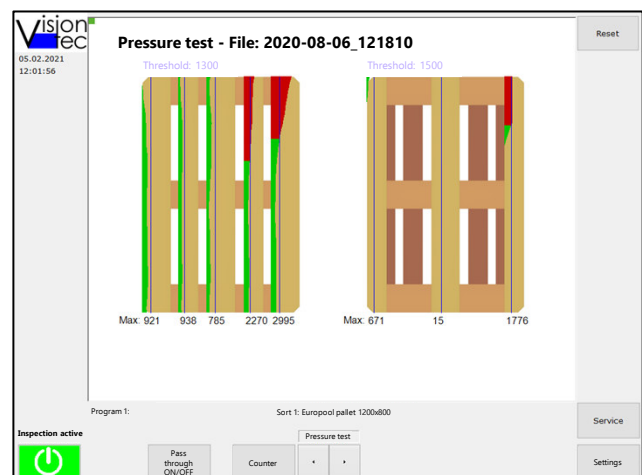 Vision
Tec
05.02.2021
12:01:56
Pressure test - File: 2020-08-06_121810
Threshold: 1300
Threshold: 1500
Max: 921 938 785 2270 2995
Max: 671 15 1776
Reset
Program 1:
Sort 1: Europool pallet 1200x800
Service
Inspection active
Pressure test
Pass
through
ON/OFF
Counter
Settings